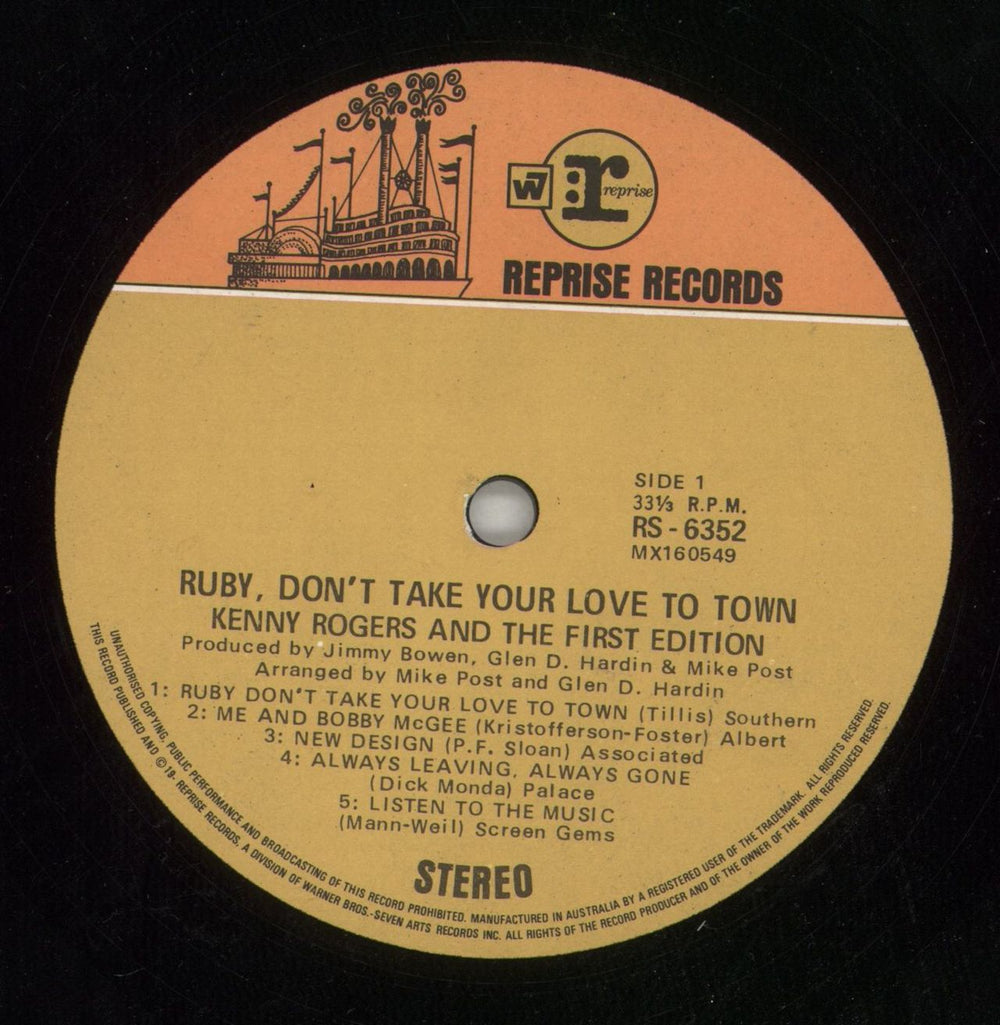 W7
r
reprise
REPRISE RECORDS
SIDE 1
33⅓ R.P.M.
RS - 6352
MX160549
RUBY, DON'T TAKE YOUR LOVE TO TOWN
KENNY ROGERS AND THE FIRST EDITION
Produced by Jimmy Bowen, Glen D. Hardin & Mike Post
Arranged by Mike Post and Glen D. Hardin
1: RUBY DON'T TAKE YOUR LOVE TO TOWN (Tillis) Southern
2: ME AND BOBBY McGEE (Kristofferson-Foster) Albert
3: NEW DESIGN (P.F. Sloan) Associated
4: ALWAYS LEAVING, ALWAYS GONE
(Dick Monda) Palace
5: LISTEN TO THE MUSIC
(Mann-Weil) Screen Gems
STEREO
UNAUTHORISED COPYING, PUBLIC PERFORMANCE AND BROADCASTING OF THIS RECORD PROHIBITED. MANUFACTURED IN AUSTRALIA BY A REGISTERED USER OF THE TRADEMARK. ALL RIGHTS RESERVED.
THIS RECORD PUBLISHED AND ©19- REPRISE RECORDS, A DIVISION OF WARNER BROS.-SEVEN ARTS RECORDS INC. ALL RIGHTS OF THE RECORD PRODUCER AND OF THE OWNER OF THE WORK REPRODUCED RESERVED.